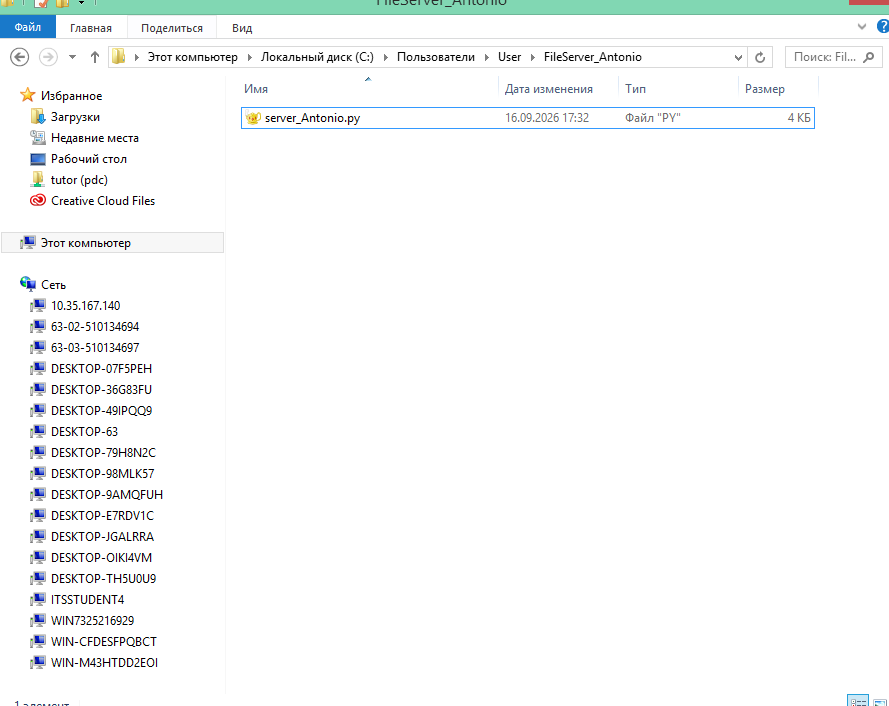 FileServer_Antonio
Файл Главная Поделиться Вид
Этот компьютер Локальный диск (C:) Пользователи User FileServer_Antonio Поиск: Fil...
Имя Дата изменения Тип Размер
server_Antonio.py 16.09.2026 17:32 Файл "PY" 4 КБ
Избранное
Загрузки
Недавние места
Рабочий стол
tutor (pdc)
Creative Cloud Files
Этот компьютер
Сеть
10.35.167.140
63-02-510134694
63-03-510134697
DESKTOP-07F5PEH
DESKTOP-36G83FU
DESKTOP-49IPQQ9
DESKTOP-63
DESKTOP-79H8N2C
DESKTOP-98MLK57
DESKTOP-9AMQFUH
DESKTOP-E7RDV1C
DESKTOP-JGALRRA
DESKTOP-OIKI4VM
DESKTOP-TH5U0U9
ITSSTUDENT4
WIN7325216929
WIN-CFDESFPQBCT
WIN-M43HTDD2EOI
1 элемент